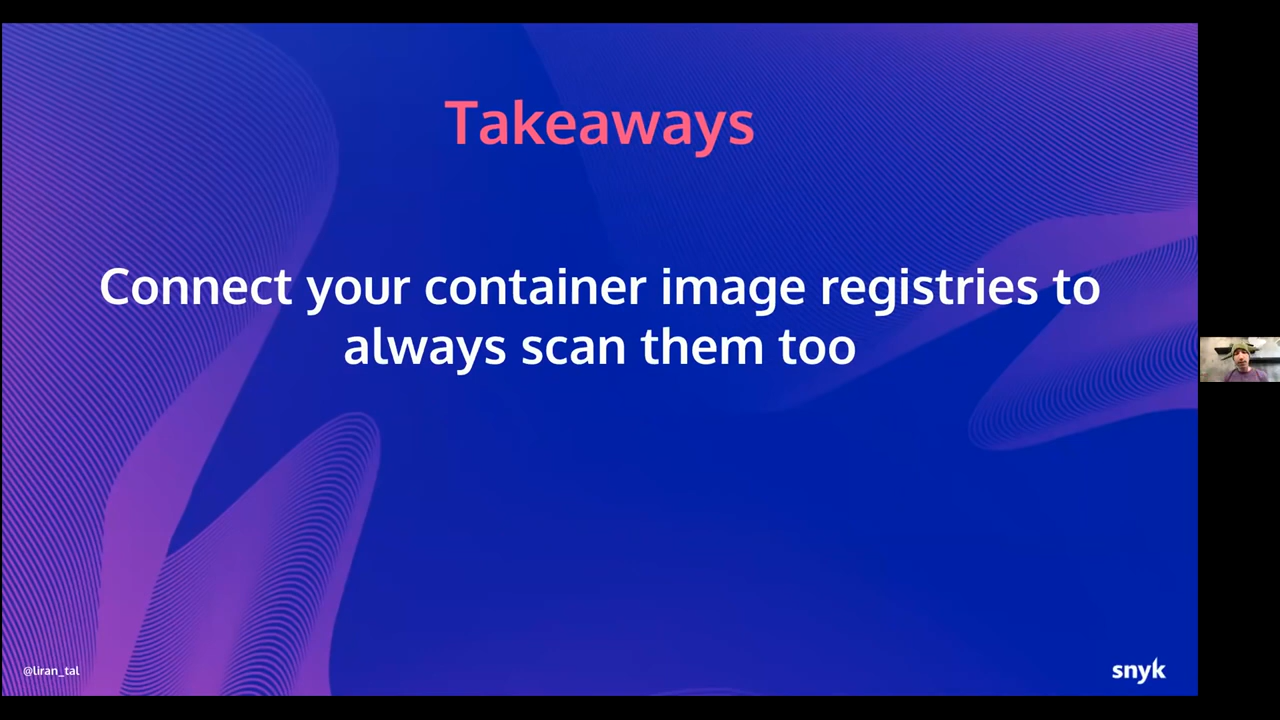 Takeaways
Connect your container image registries to
always scan them too
@liran_tal
snyk